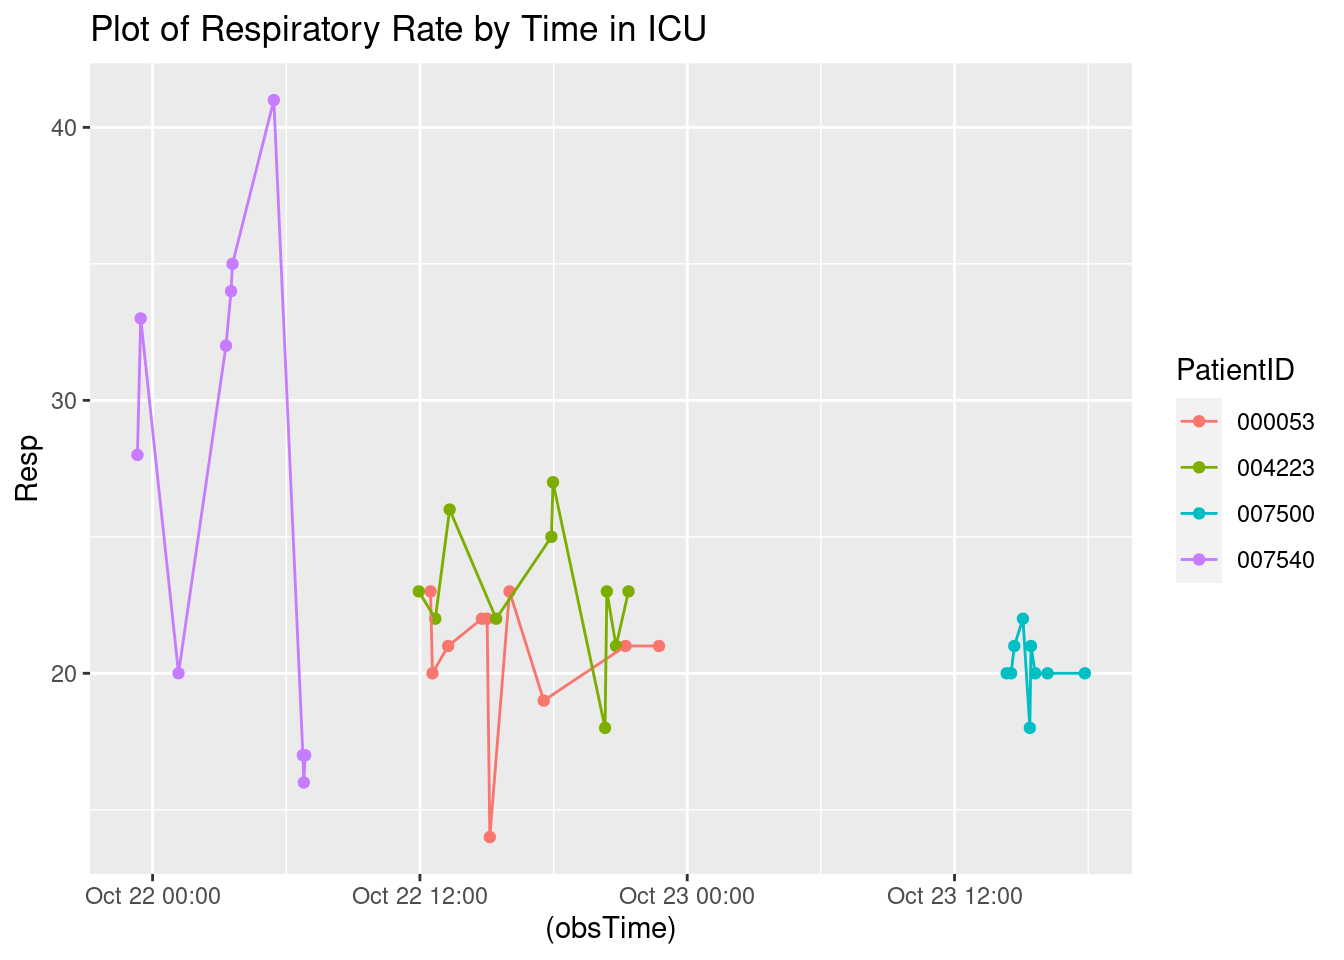 Plot of Respiratory Rate by Time in ICU
40
30
20
Resp
Oct 22 00:00
Oct 22 12:00
Oct 23 00:00
Oct 23 12:00
(obsTime)
PatientID
000053
004223
007500
007540